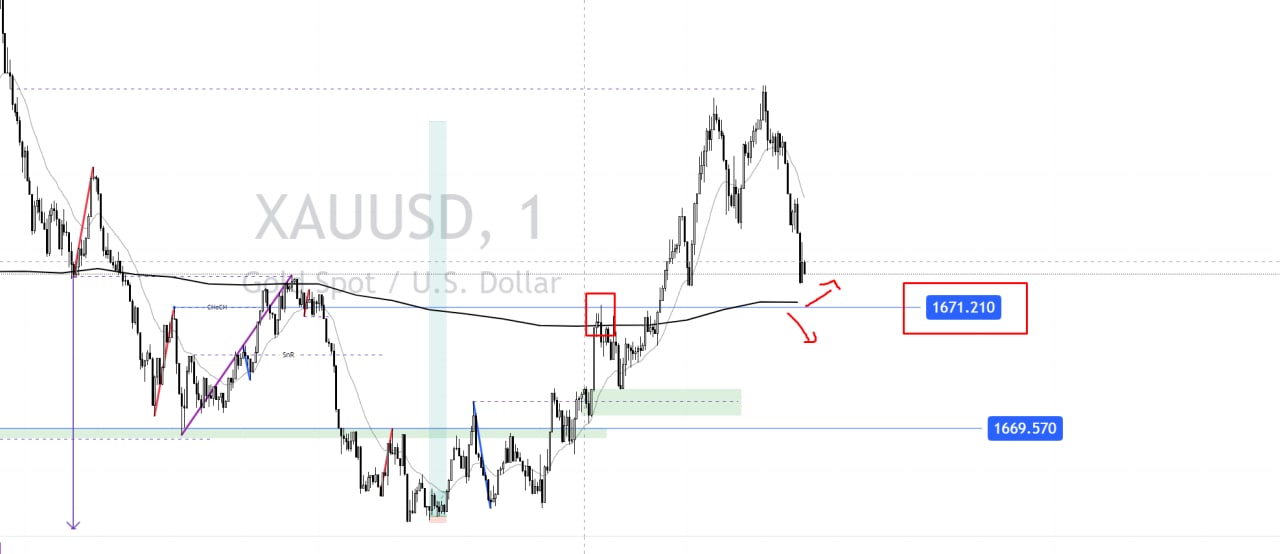 XAUUSD, 1
Gold Spot / U.S. Dollar
CHoCH
1671.210
SnR
1669.570